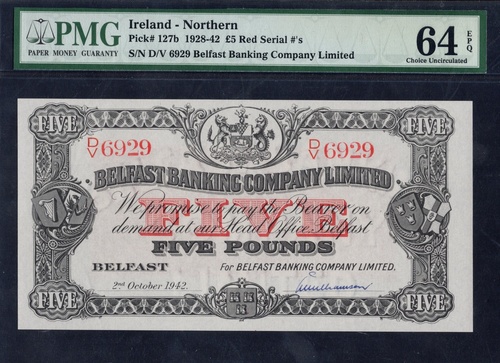 PMG
PAPER MONEY GUARANTY
Ireland - Northern
Pick# 127b 1928-42 £5 Red Serial #'s
S/N D/V 6929 Belfast Banking Company Limited
64 EPQ
Choice Uncirculated
FIVE FIVE
D/V 6929 D/V 6929
BELFAST BANKING COMPANY LIMITED
FIVE
We promise to pay the Bearer on
demand at our Head Office, Belfast
FIVE POUNDS
BELFAST For BELFAST BANKING COMPANY LIMITED.
2nd October 1942.
FIVE FIVE